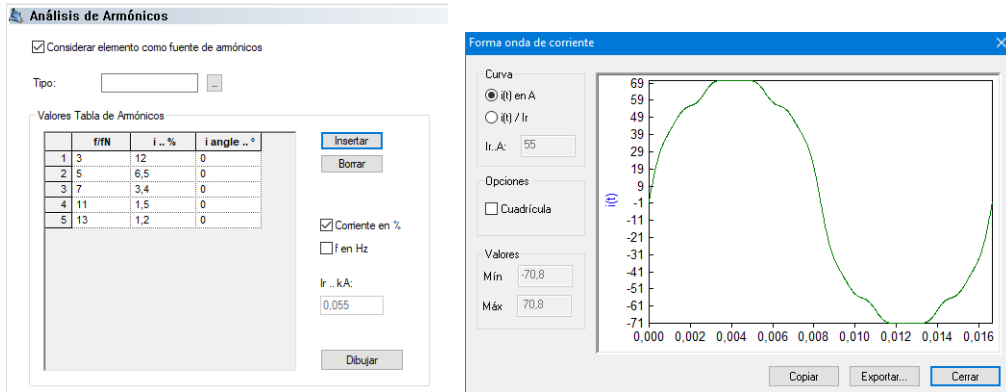 Análisis de Armónicos
Considerar elemento como fuente de armónicos
Tipo:
...
Valores Tabla de Armónicos
f/fN i .. % i angle .. °
1 3 12 0
2 5 6,5 0
3 7 3,4 0
4 11 1,5 0
5 13 1,2 0
Insertar
Borrar
Corriente en %
f en Hz
Ir .. kA:
0,055
Dibujar
Forma onda de corriente
Curva
i(t) en A
i(t) / Ir
Ir..A: 55
Opciones
Cuadrícula
Valores
Mín -70,8
Máx 70,8
i(t)
69
59
49
39
29
19
9
-1
-11
-21
-31
-41
-51
-61
-71
0,000 0,002 0,004 0,006 0,008 0,010 0,012 0,014 0,016
Copiar Exportar... Cerrar